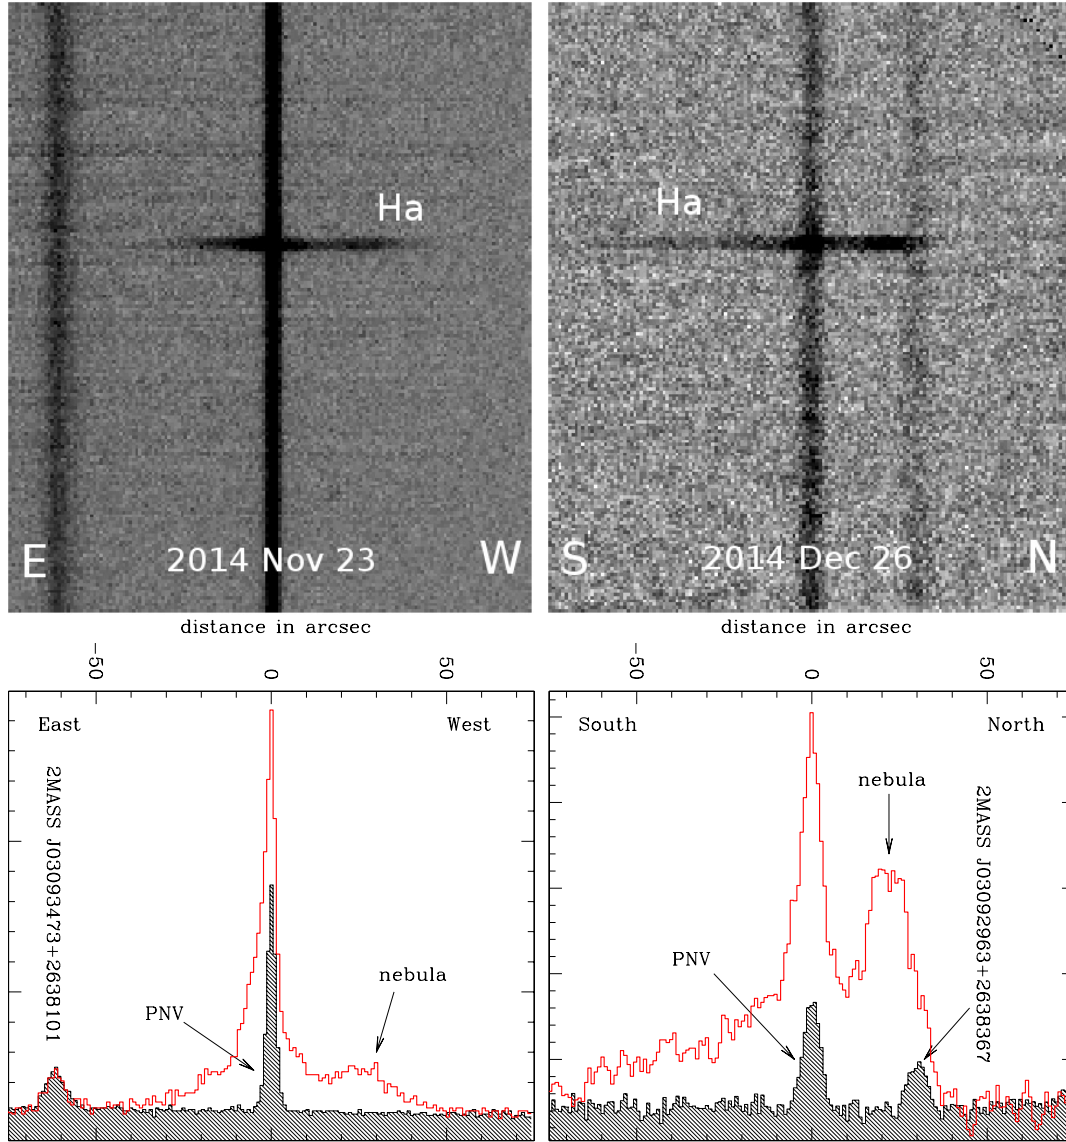 Ha
E
2014 Nov 23
W
Ha
S
2014 Dec 26
N
distance in arcsec
-50
0
50
East
West
2MASS J03093473+2638101
PNV
nebula
distance in arcsec
-50
0
50
South
North
nebula
2MASS J03092963+2638367
PNV